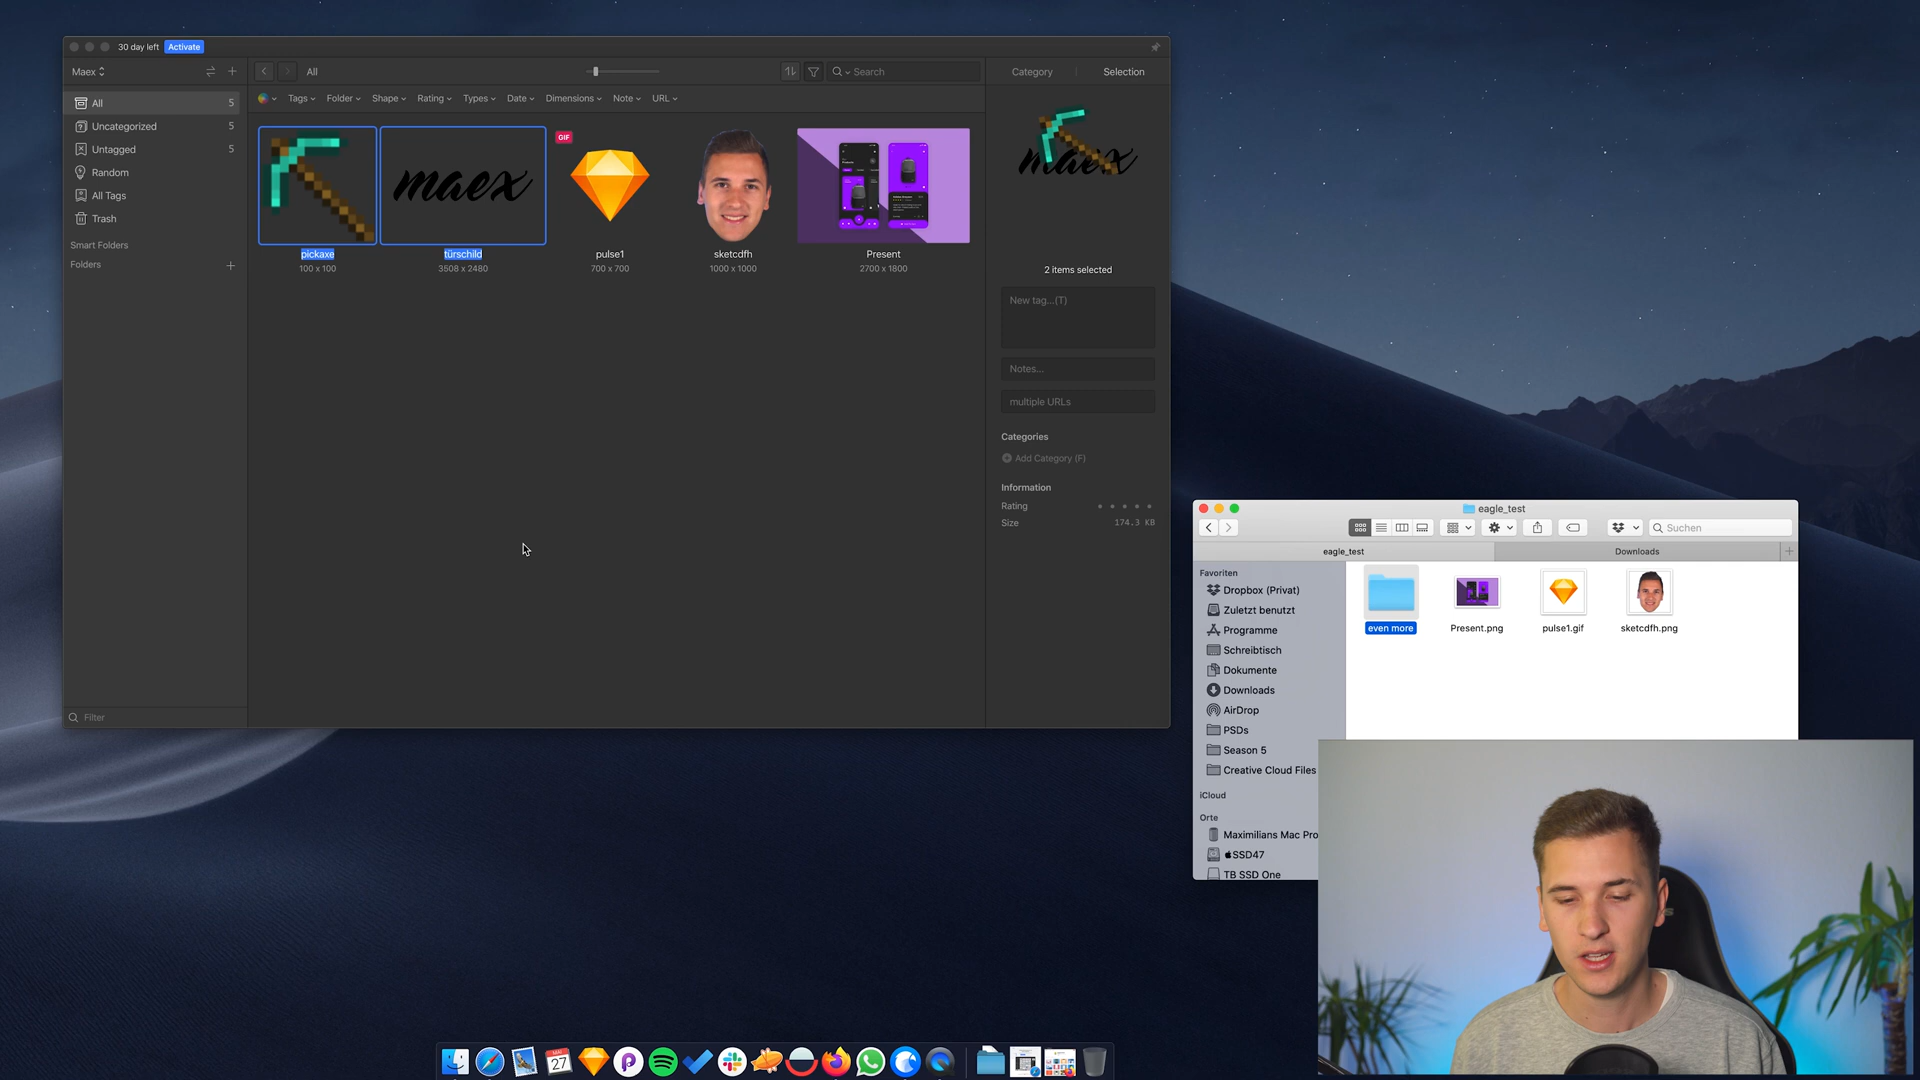 30 day left Activate
Maex
All
Search
Category
Selection
Tags Folder Shape Rating Types Date Dimensions Note URL
All 5
Uncategorized 5
Untagged 5
Random
All Tags
Trash
Smart Folders
Folders
Filter
GIF
maex
pickaxe
100 x 100
türschild
3508 x 2480
pulse1
700 x 700
sketcdfh
1000 x 1000
Present
2700 x 1800
maex
2 items selected
New tag...(T)
Notes...
multiple URLs
Categories
Add Category (F)
Information
Rating
Size 174.3 KB
eagle_test
Suchen
eagle_test
Downloads
Favoriten
Dropbox (Privat)
Zuletzt benutzt
Programme
Schreibtisch
Dokumente
Downloads
AirDrop
PSDs
Season 5
Creative Cloud Files
iCloud
Orte
Maximilians Mac Pro
SSD47
TB SSD One
even more
Present.png
pulse1.gif
sketcdfh.png
27